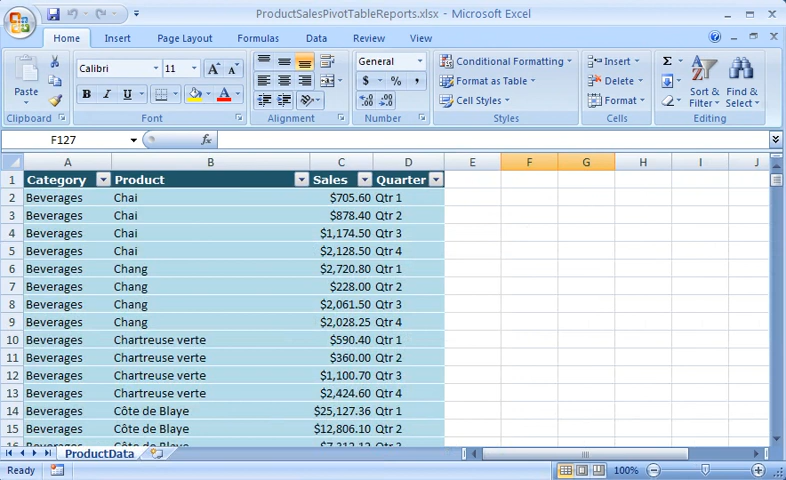 ProductSalesPivotTableReports.xlsx - Microsoft Excel
Home Insert Page Layout Formulas Data Review View
Calibri 11 General Conditional Formatting Insert Σ
Paste B I U $ % , Format as Table Delete Sort & Filter Find & Select
Cell Styles Format
Clipboard Font Alignment Number Styles Cells Editing
F127 fx
A B C D E F G H I J
1 Category Product Sales Quarter
2 Beverages Chai $705.60 Qtr 1
3 Beverages Chai $878.40 Qtr 2
4 Beverages Chai $1,174.50 Qtr 3
5 Beverages Chai $2,128.50 Qtr 4
6 Beverages Chang $2,720.80 Qtr 1
7 Beverages Chang $228.00 Qtr 2
8 Beverages Chang $2,061.50 Qtr 3
9 Beverages Chang $2,028.25 Qtr 4
10 Beverages Chartreuse verte $590.40 Qtr 1
11 Beverages Chartreuse verte $360.00 Qtr 2
12 Beverages Chartreuse verte $1,100.70 Qtr 3
13 Beverages Chartreuse verte $2,424.60 Qtr 4
14 Beverages Côte de Blaye $25,127.36 Qtr 1
15 Beverages Côte de Blaye $12,806.10 Qtr 2
16 Beverages Côte de Blaye Qtr 3
ProductData
Ready 100%